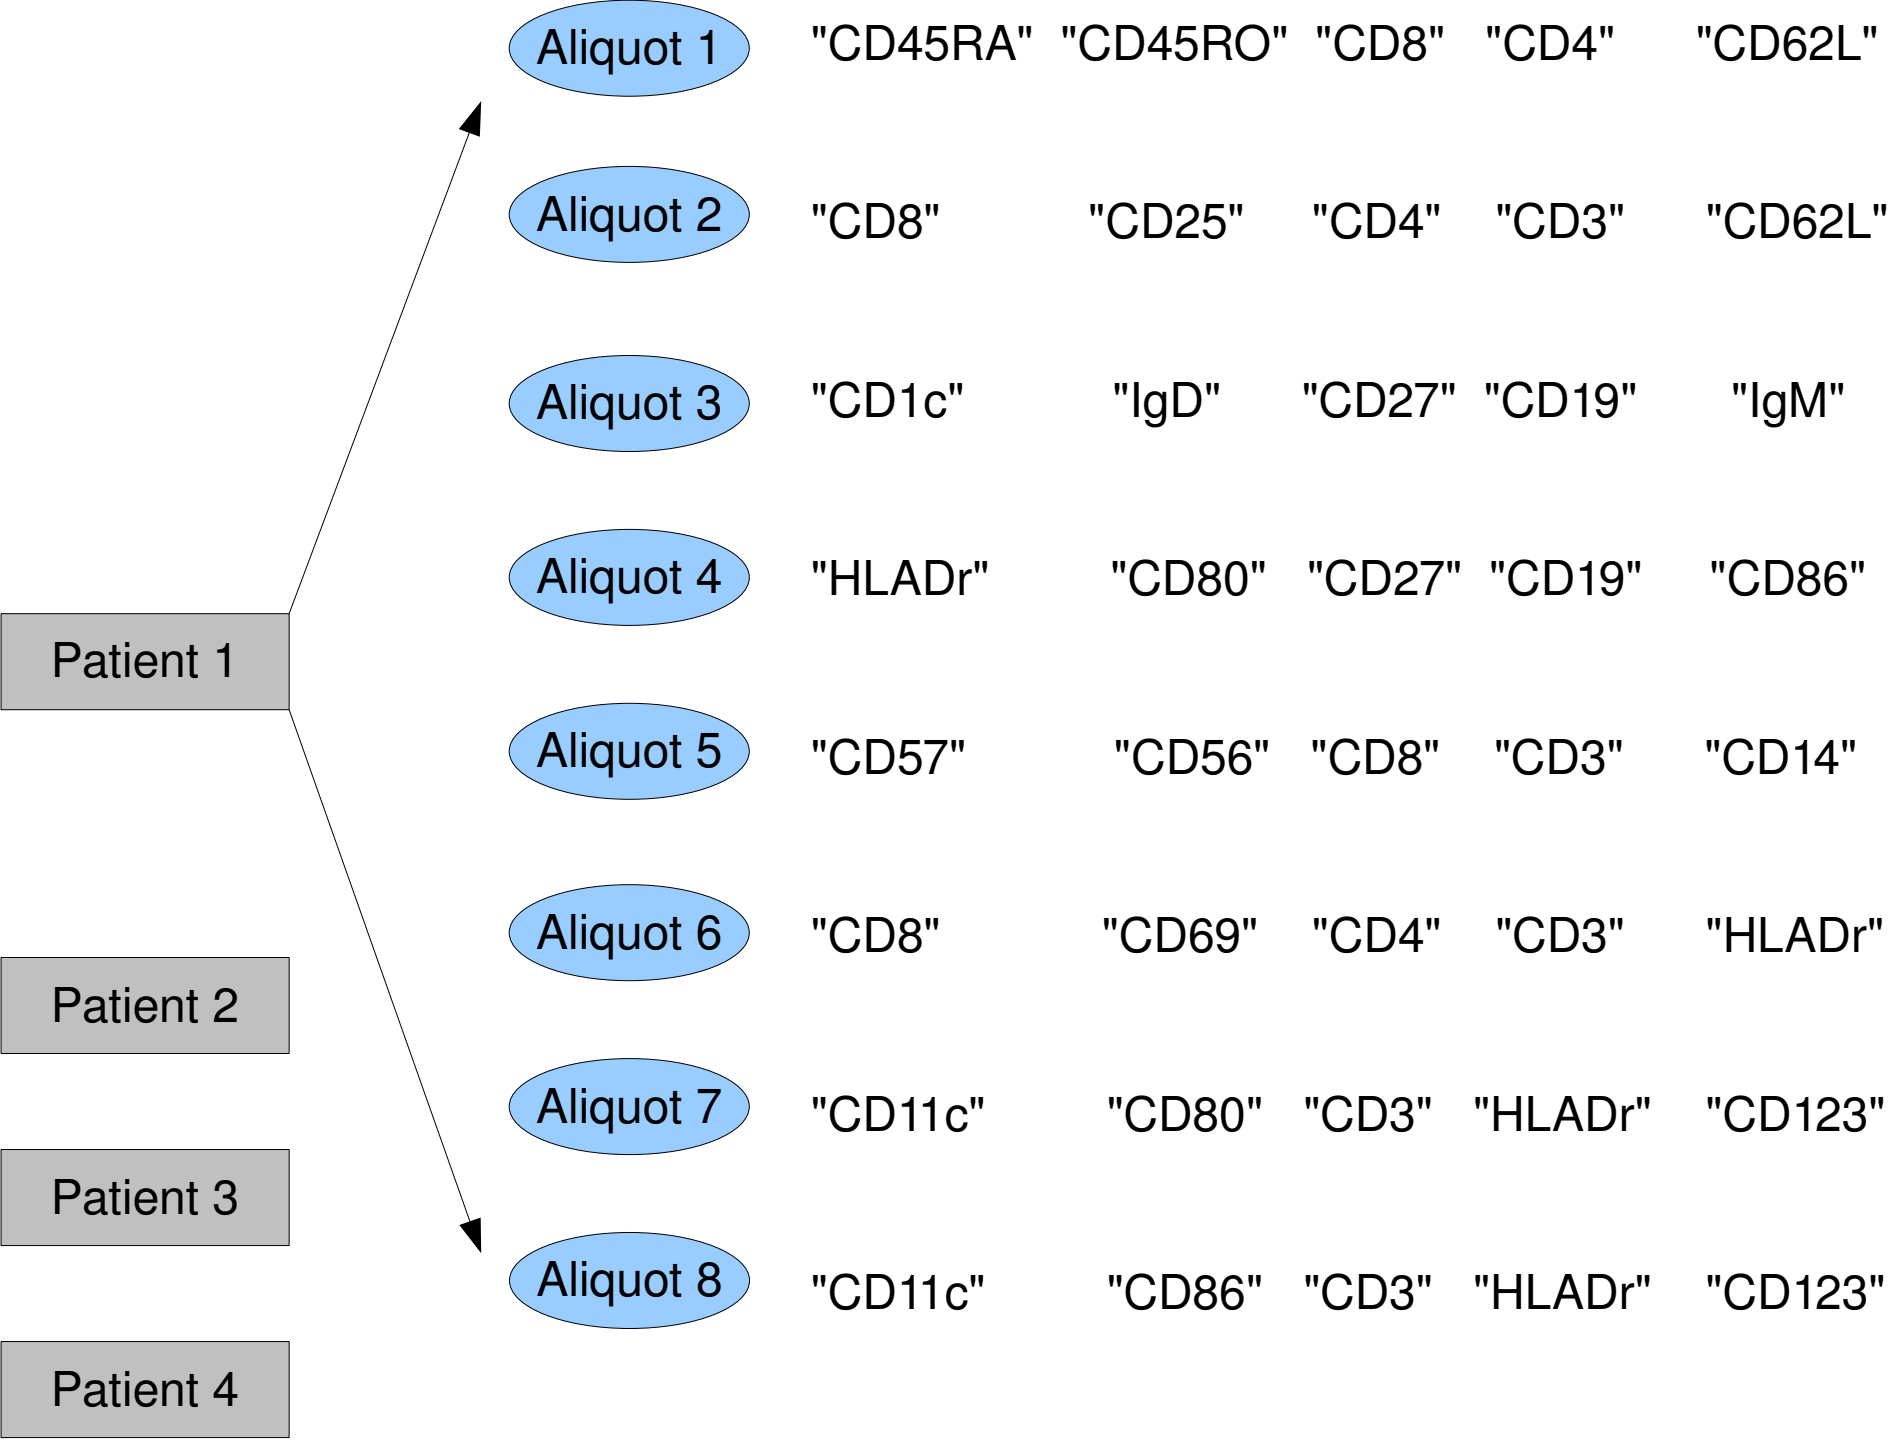 Aliquot 1 "CD45RA" "CD45RO" "CD8" "CD4" "CD62L"
Aliquot 2 "CD8" "CD25" "CD4" "CD3" "CD62L"
Aliquot 3 "CD1c" "IgD" "CD27" "CD19" "IgM"
Aliquot 4 "HLADr" "CD80" "CD27" "CD19" "CD86"
Patient 1
Aliquot 5 "CD57" "CD56" "CD8" "CD3" "CD14"
Aliquot 6 "CD8" "CD69" "CD4" "CD3" "HLADr"
Patient 2
Aliquot 7 "CD11c" "CD80" "CD3" "HLADr" "CD123"
Patient 3
Aliquot 8 "CD11c" "CD86" "CD3" "HLADr" "CD123"
Patient 4